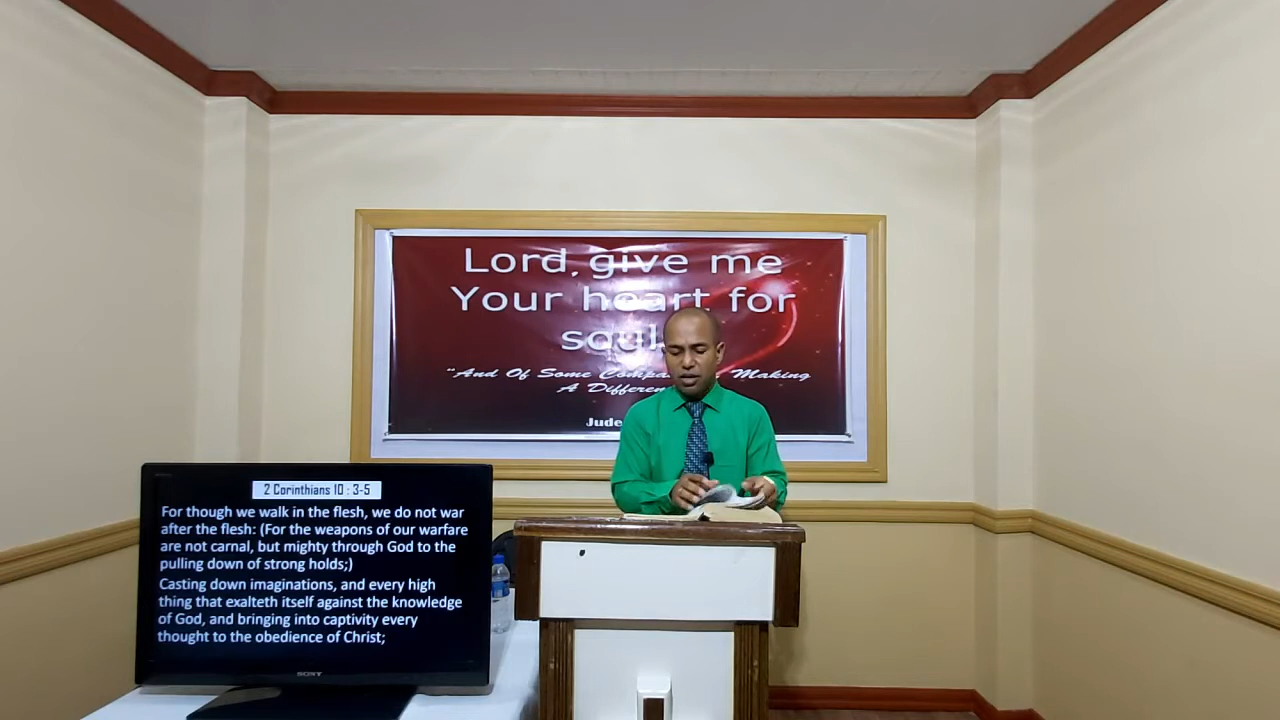 Lord, give me
Your heart for
"And Of Some Making
A
Jude
2 Corinthians 10 : 3-5
For though we walk in the flesh, we do not war
after the flesh: (For the weapons of our warfare
are not carnal, but mighty through God to the
pulling down of strong holds;)
Casting down imaginations, and every high
thing that exalteth itself against the knowledge
of God, and bringing into captivity every
thought to the obedience of Christ;
SONY